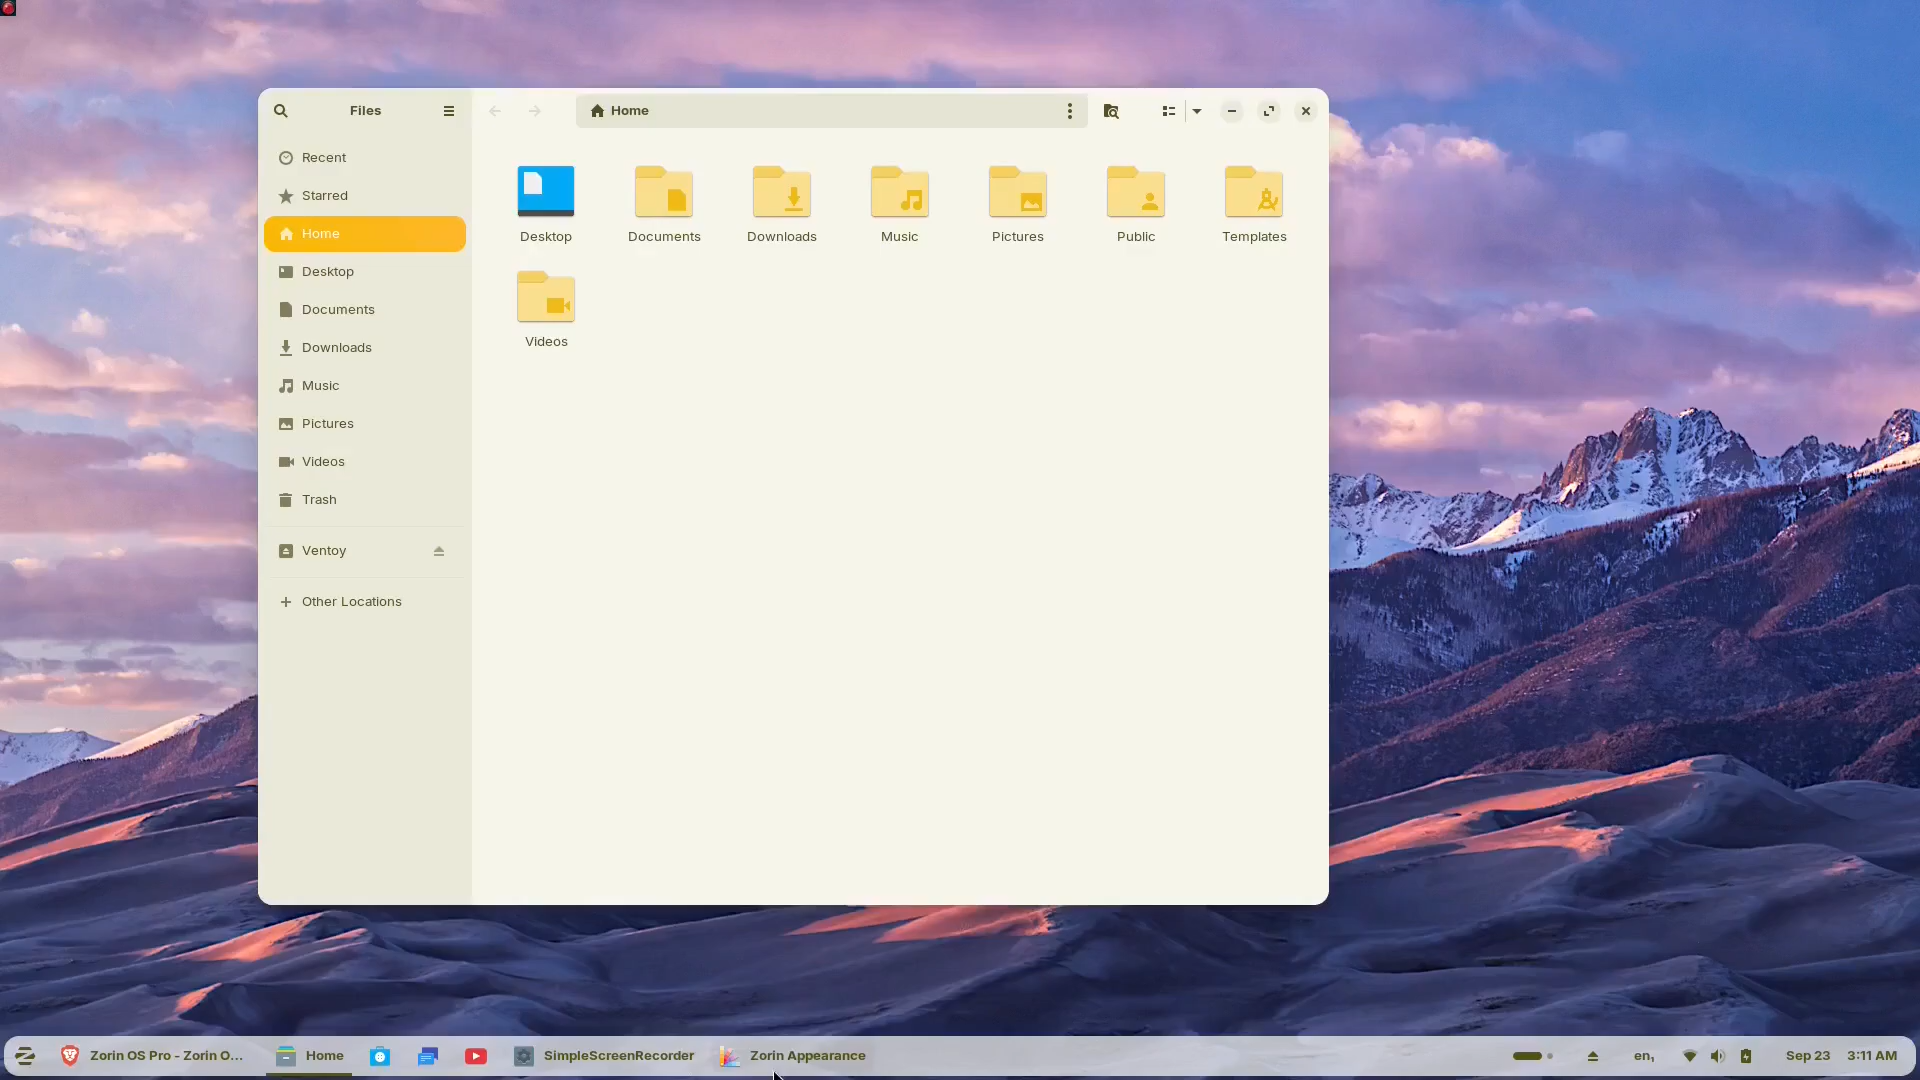 Files
Home
Recent
Starred
Home
Desktop
Documents
Downloads
Music
Pictures
Videos
Trash
Ventoy
Other Locations
Desktop
Documents
Downloads
Music
Pictures
Public
Templates
Videos
Zorin OS Pro - Zorin O...
Home
SimpleScreenRecorder
Zorin Appearance
en₁
Sep 23
3:11 AM